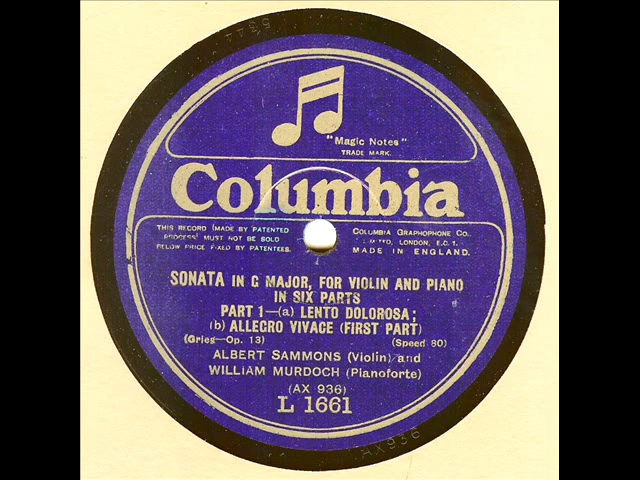 "Magic Notes"
TRADE MARK.
Columbia
THIS RECORD (MADE BY PATENTED
PROCESS) MUST NOT BE SOLD
BELOW PRICE FIXED BY PATENTEES.
COLUMBIA GRAPHOPHONE CO.,
LIMITED, LONDON, E.C.1.
MADE IN ENGLAND.
SONATA IN G MAJOR, FOR VIOLIN AND PIANO
IN SIX PARTS
PART 1—(a) LENTO DOLOROSA;
(b) ALLEGRO VIVACE (FIRST PART)
(Grieg—Op. 13) (Speed 80)
ALBERT SAMMONS (Violin) and
WILLIAM MURDOCH (Pianoforte)
(AX 936)
L 1661
AX936